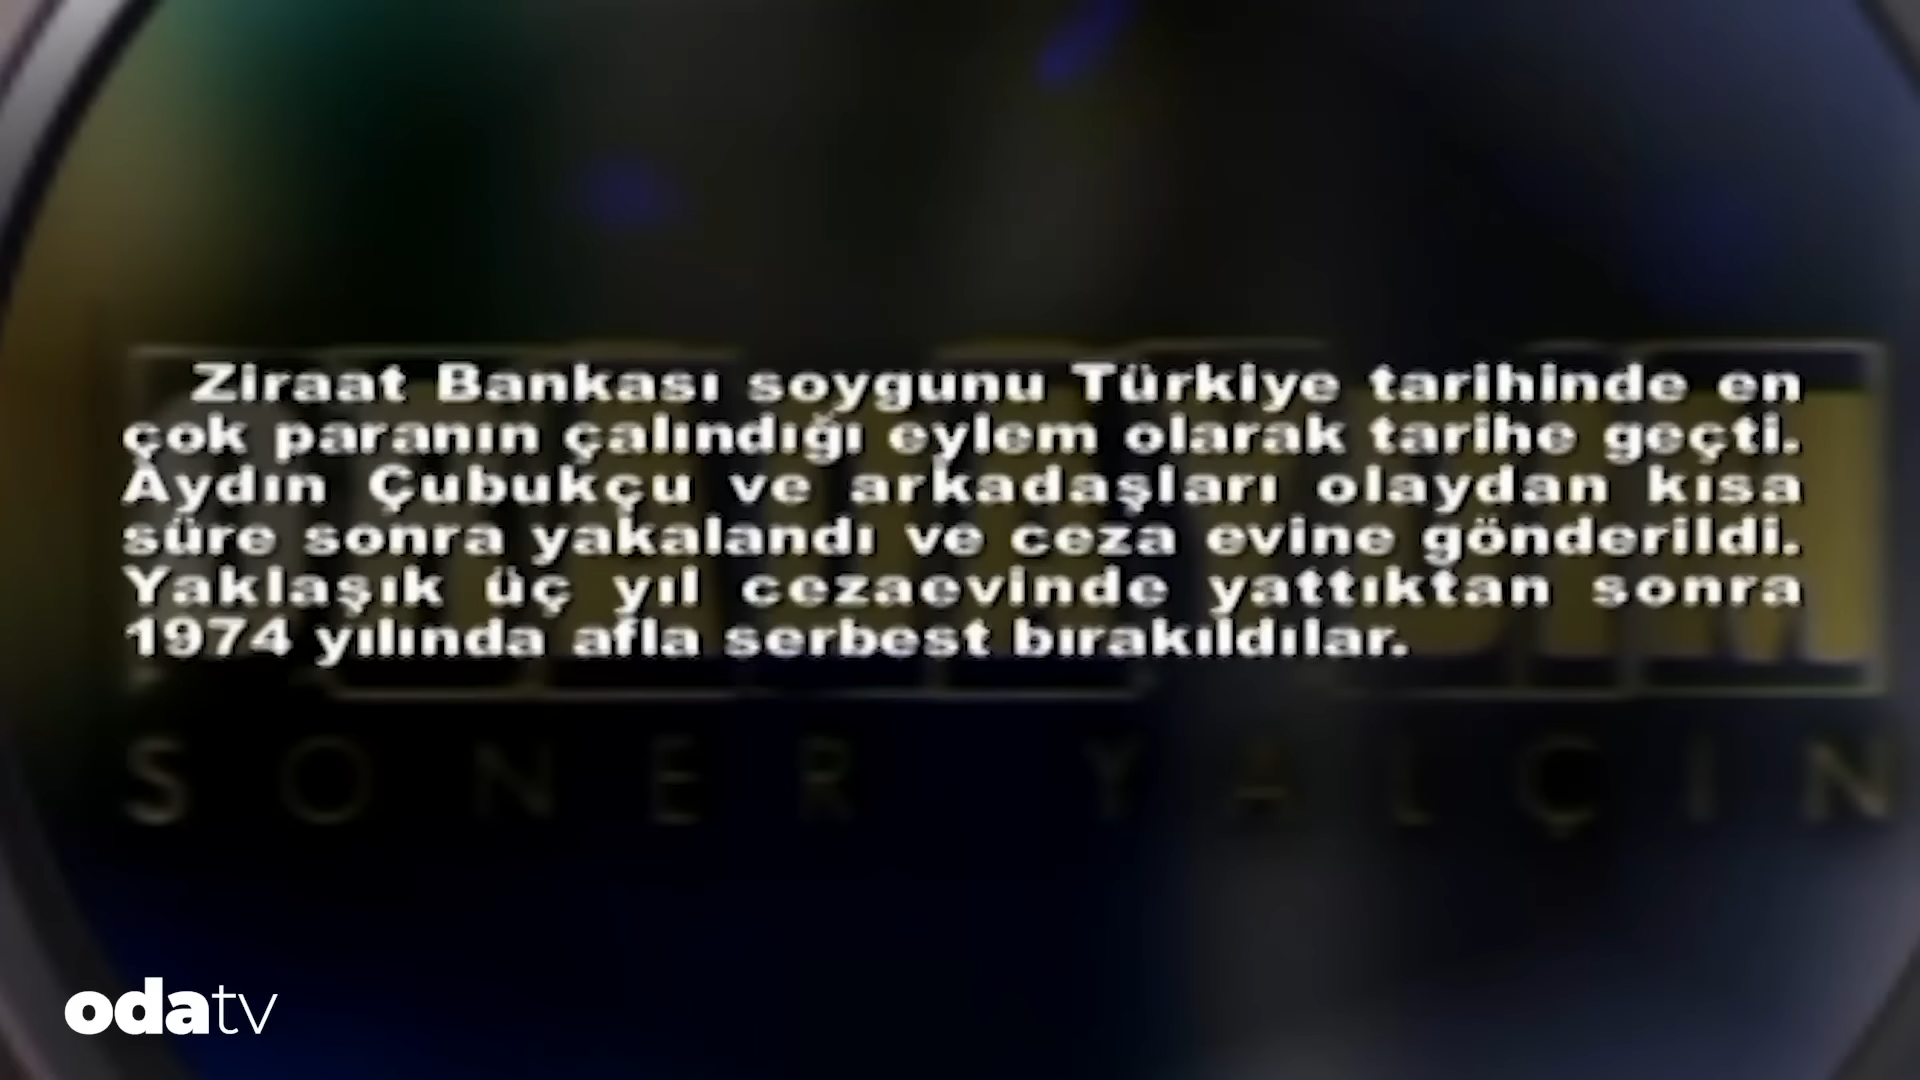 Ziraat Bankası soygunu Türkiye tarihinde en
çok paranın çalındığı eylem olarak tarihe geçti.
Aydın Çubukçu ve arkadaşları olaydan kısa
süre sonra yakalandı ve ceza evine gönderildi.
Yaklaşık üç yıl cezaevinde yattıktan sonra
1974 yılında afla serbest bırakıldılar.
SONER YALÇIN
odatv